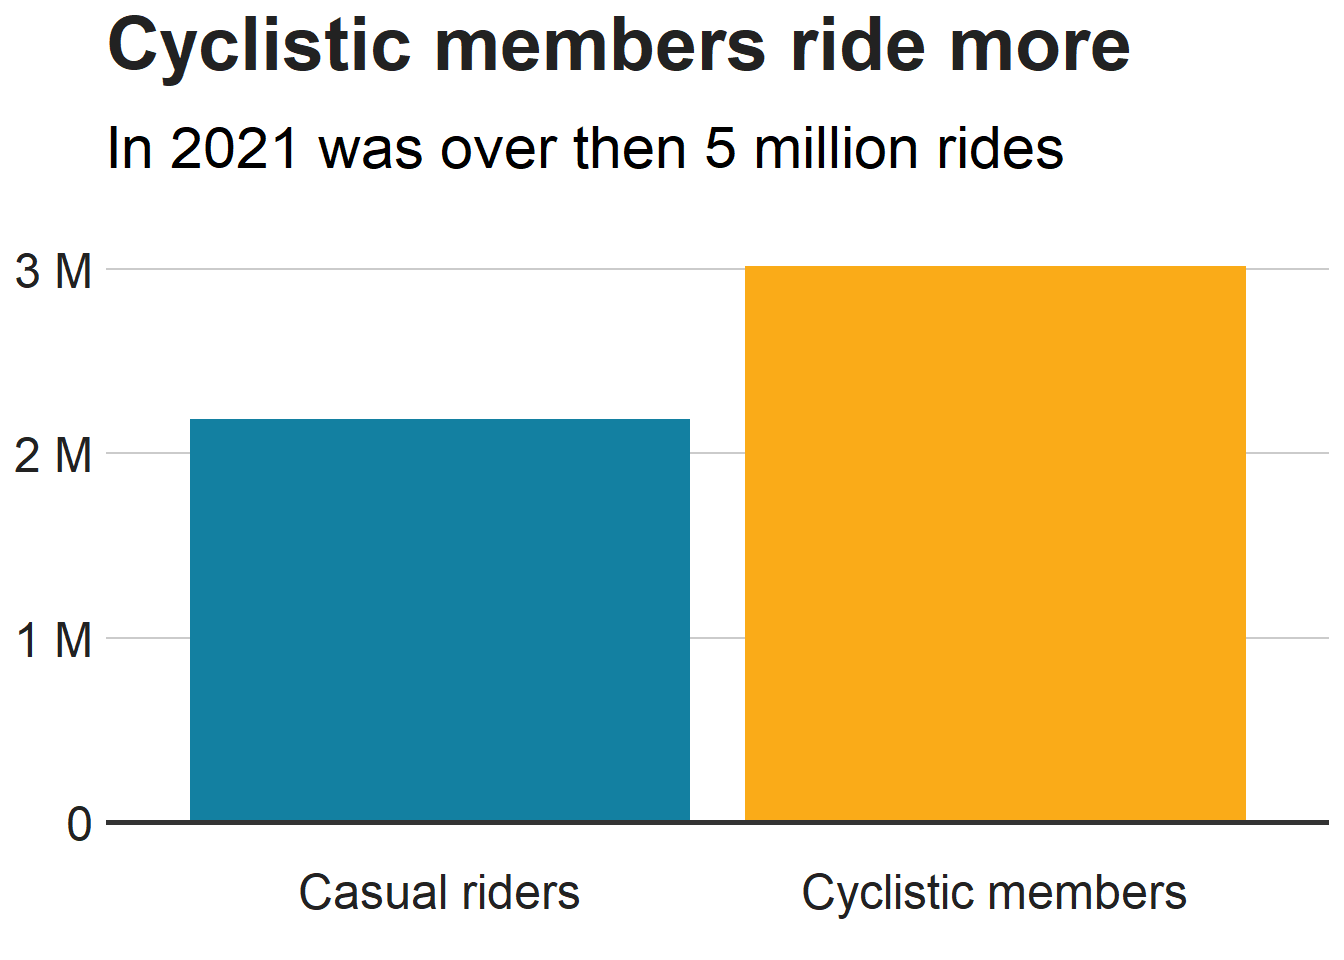 Cyclistic members ride more
In 2021 was over then 5 million rides
3 M
2 M
1 M
0
Casual riders
Cyclistic members